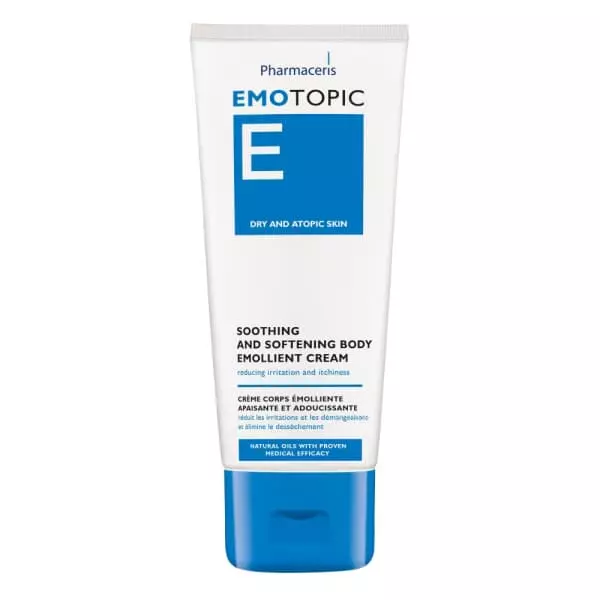 Pharmaceris
EMOTOPIC
E
DRY AND ATOPIC SKIN
SOOTHING
AND SOFTENING BODY
EMOLLIENT CREAM
reducing irritation and itchiness
CRÈME CORPS ÉMOLLIENTE
APAISANTE ET ADOUCISSANTE
réduit les irritations et les démangeaisons
et élimine le dessèchement
NATURAL OILS WITH PROVEN
MEDICAL EFFICACY